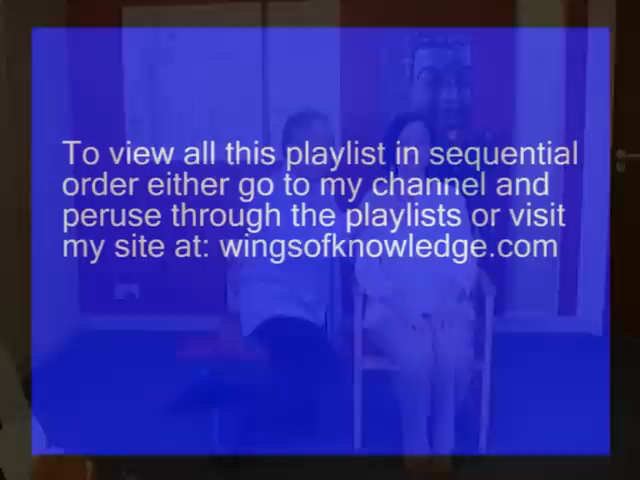 To view all this playlist in sequential
order either go to my channel and
peruse through the playlists or visit
my site at: wingsofknowledge.com